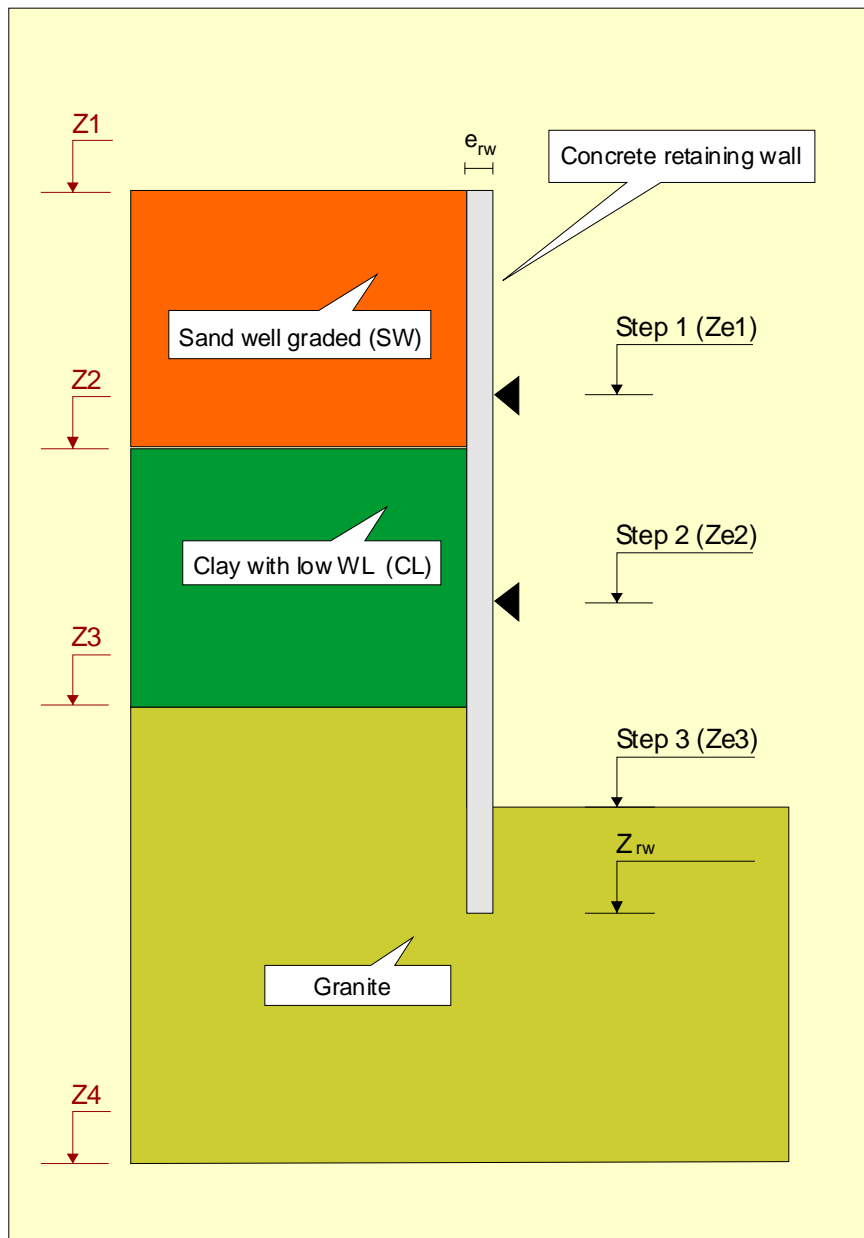 Z1
e rw
Concrete retaining wall
Sand well graded (SW)
Step 1 (Ze1)
Z2
Clay with low WL (CL)
Step 2 (Ze2)
Z3
Step 3 (Ze3)
Z rw
Granite
Z4